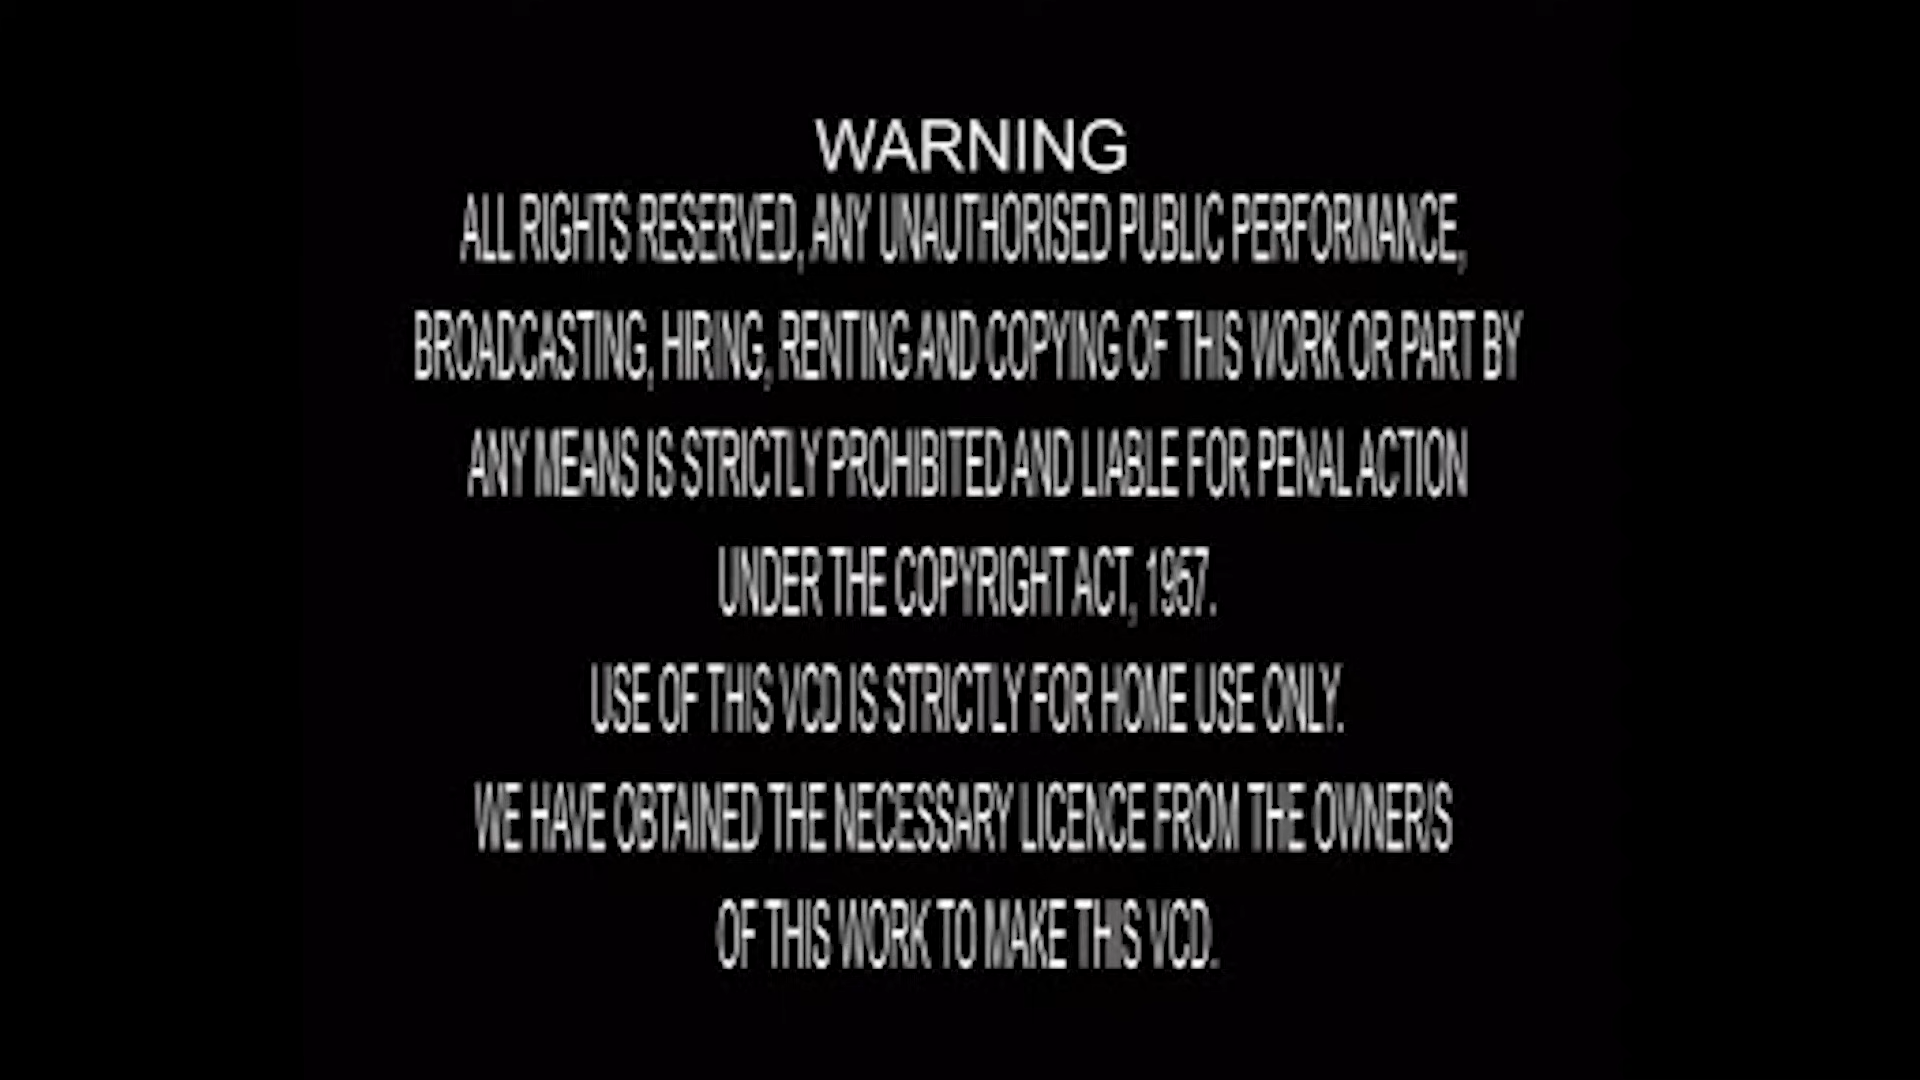 WARNING
ALL RIGHTS RESERVED, ANY UNAUTHORISED PUBLIC PERFORMANCE,
BROADCASTING, HIRING, RENTING AND COPYING OF THIS WORK OR PART BY
ANY MEANS IS STRICTLY PROHIBITED AND LIABLE FOR PENAL ACTION
UNDER THE COPYRIGHT ACT, 1957.
USE OF THIS VCD IS STRICTLY FOR HOME USE ONLY.
WE HAVE OBTAINED THE NECESSARY LICENCE FROM THE OWNER/S
OF THIS WORK TO MAKE THIS VCD.